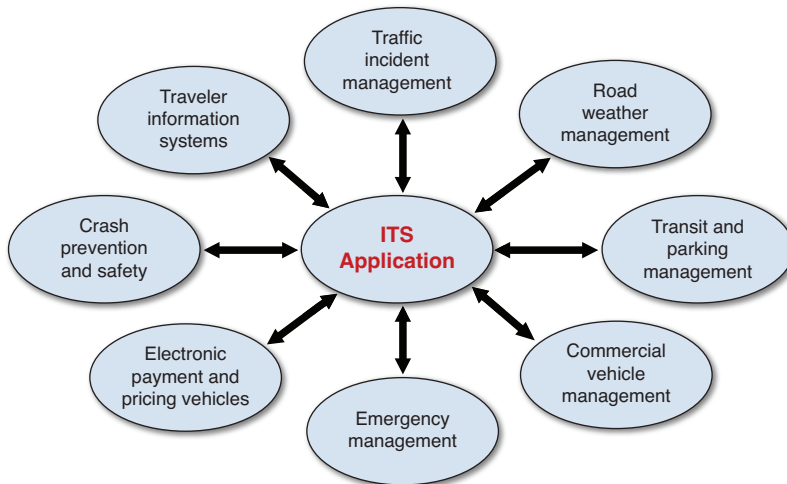 Traffic
incident
management
Traveler
information
systems
Road
weather
management
Crash
prevention
and safety
ITS
Application
Transit and
parking
management
Electronic
payment and
pricing vehicles
Commercial
vehicle
management
Emergency
management